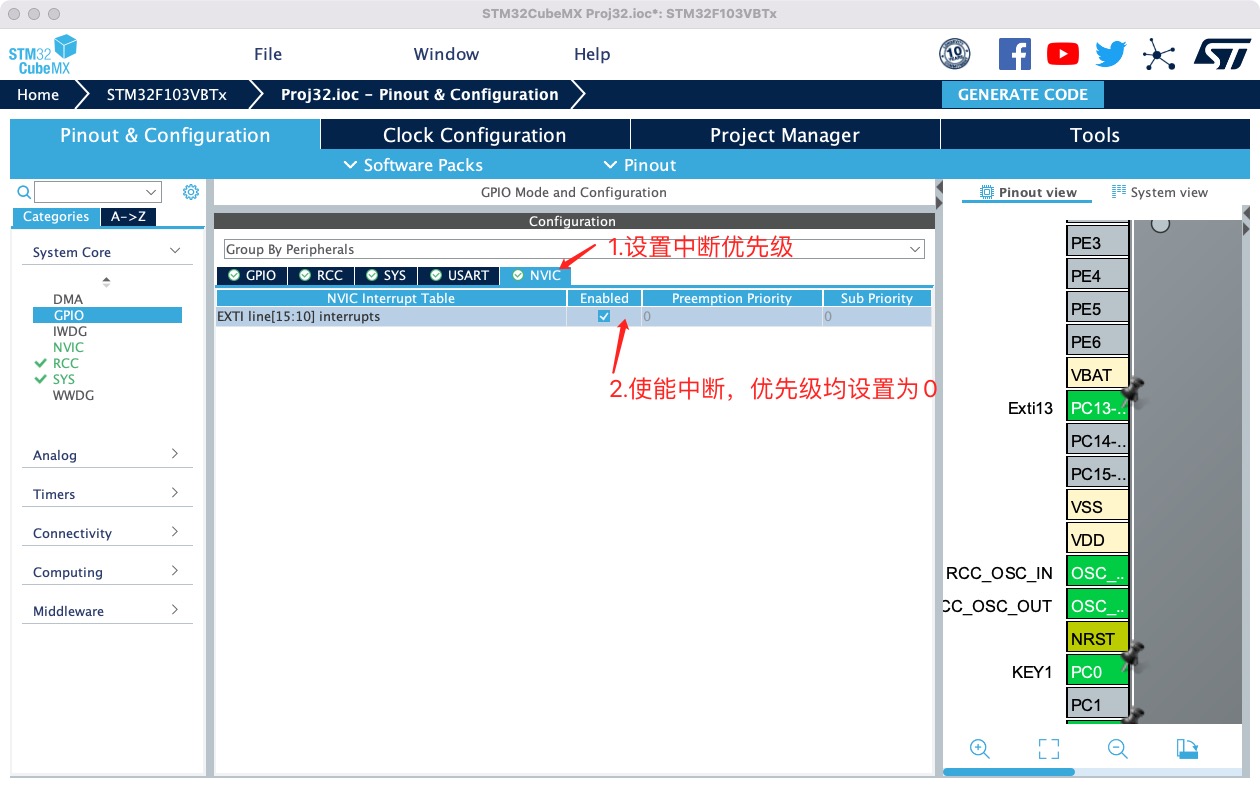 STM32CubeMX Proj32.ioc*: STM32F103VBTx
STM32
CubeMX
File
Window
Help
10
ST
Home
STM32F103VBTx
Proj32.ioc – Pinout & Configuration
GENERATE CODE
Pinout & Configuration
Clock Configuration
Project Manager
Tools
Software Packs
Pinout
Categories
A->Z
System Core
DMA
GPIO
IWDG
NVIC
RCC
SYS
WWDG
Analog
Timers
Connectivity
Computing
Middleware
GPIO Mode and Configuration
Configuration
Group By Peripherals
1.设置中断优先级
GPIO
RCC
SYS
USART
NVIC
NVIC Interrupt Table
Enabled
Preemption Priority
Sub Priority
EXTI line[15:10] interrupts
0
0
2.使能中断，优先级均设置为0
Pinout view
System view
PE3
PE4
PE5
PE6
VBAT
Exti13
PC13-..
PC14-..
PC15-..
VSS
VDD
RCC_OSC_IN
OSC_..
CC_OSC_OUT
OSC_..
NRST
KEY1
PC0
PC1